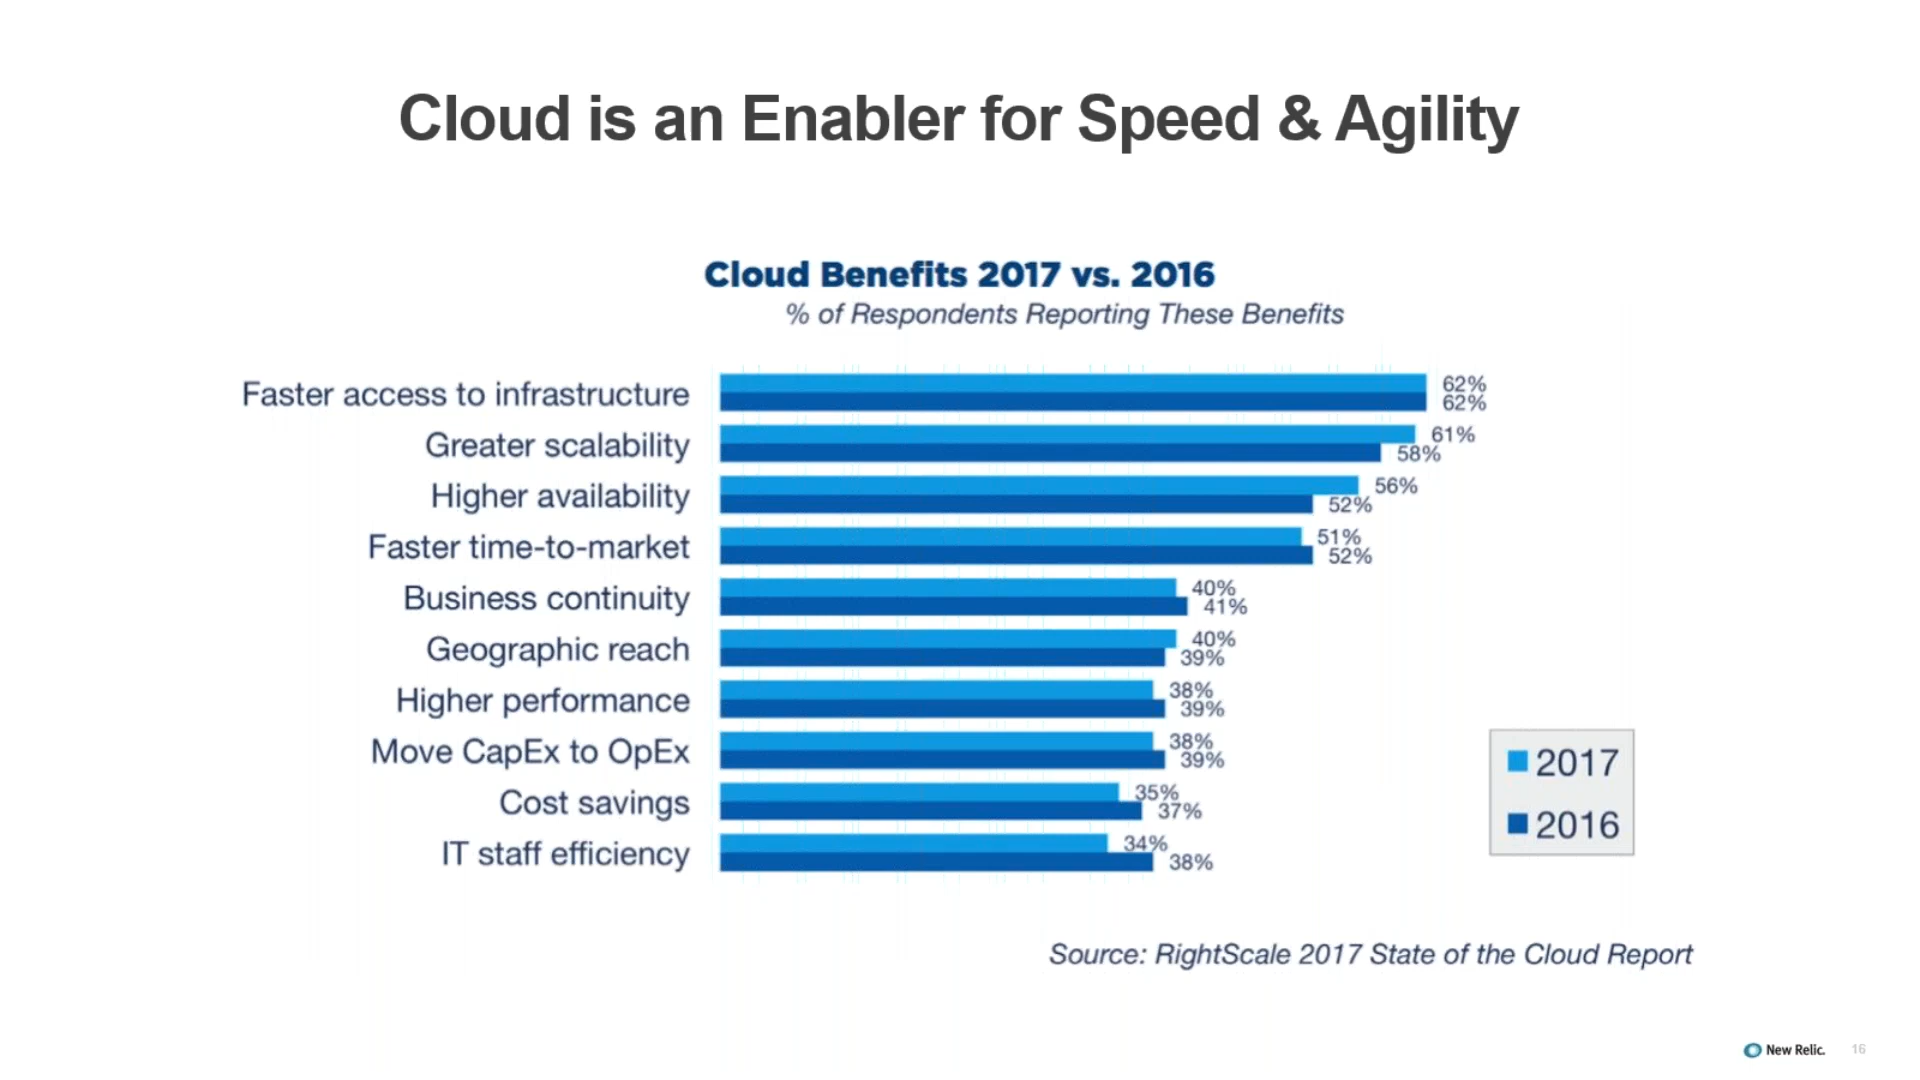 Cloud is an Enabler for Speed & Agility
Cloud Benefits 2017 vs. 2016
% of Respondents Reporting These Benefits
Faster access to infrastructure
62%
62%
Greater scalability
61%
58%
Higher availability
56%
52%
Faster time-to-market
51%
52%
Business continuity
40%
41%
Geographic reach
40%
39%
Higher performance
38%
39%
Move CapEx to OpEx
38%
39%
Cost savings
35%
37%
IT staff efficiency
34%
38%
2017
2016
Source: RightScale 2017 State of the Cloud Report
New Relic.
16